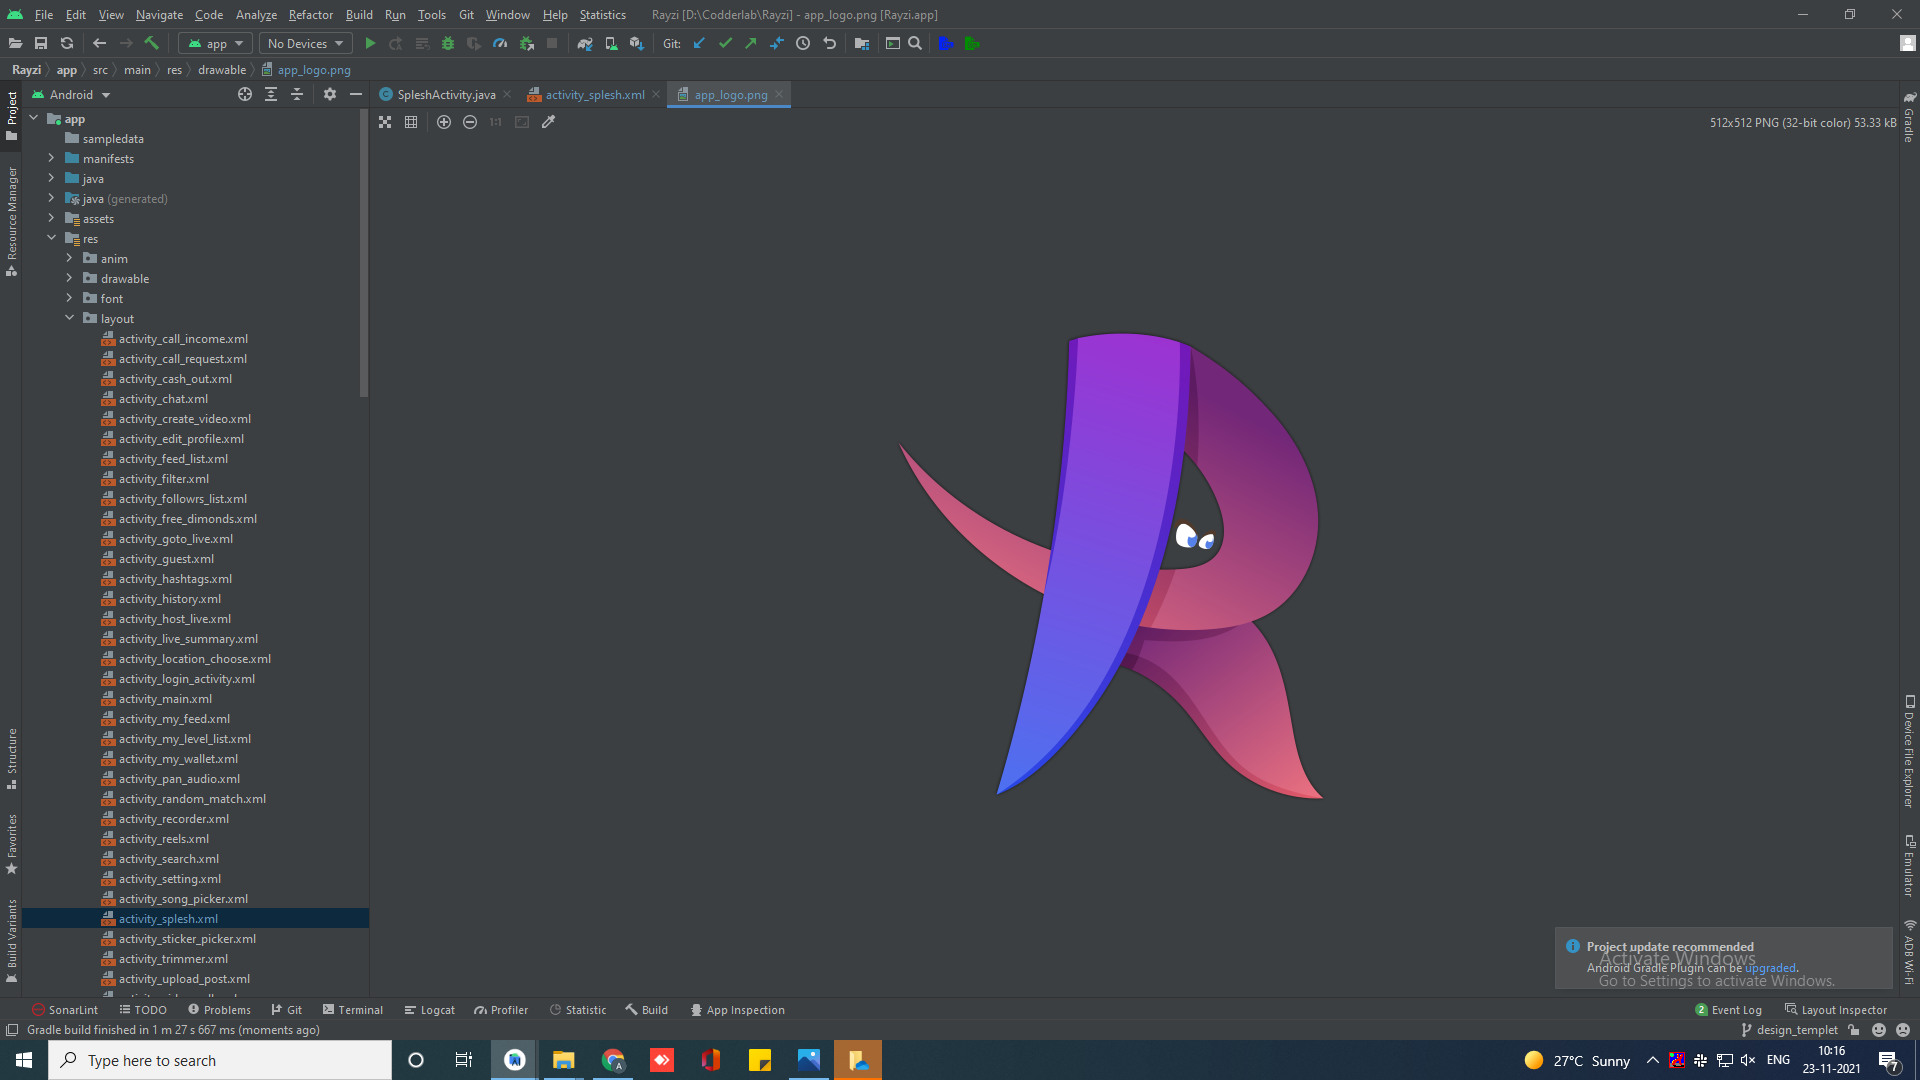 File Edit View Navigate Code Analyze Refactor Build Run Tools Git Window Help Statistics Rayzi [D:\Codderlab\Rayzi] - app_logo.png [Rayzi.app]
app No Devices Git:
Rayzi app src main res drawable app_logo.png
Android SpleshActivity.java activity_splesh.xml app_logo.png
1:1 512x512 PNG (32-bit color) 53.33 kB
Project
Resource Manager
Structure
Favorites
Build Variants
app
sampledata
manifests
java
java (generated)
assets
res
anim
drawable
font
layout
activity_call_income.xml
activity_call_request.xml
activity_cash_out.xml
activity_chat.xml
activity_create_video.xml
activity_edit_profile.xml
activity_feed_list.xml
activity_filter.xml
activity_followrs_list.xml
activity_free_dimonds.xml
activity_goto_live.xml
activity_guest.xml
activity_hashtags.xml
activity_history.xml
activity_host_live.xml
activity_live_summary.xml
activity_location_choose.xml
activity_login_activity.xml
activity_main.xml
activity_my_feed.xml
activity_my_level_list.xml
activity_my_wallet.xml
activity_pan_audio.xml
activity_random_match.xml
activity_recorder.xml
activity_reels.xml
activity_search.xml
activity_setting.xml
activity_song_picker.xml
activity_splesh.xml
activity_sticker_picker.xml
activity_trimmer.xml
activity_upload_post.xml
Gradle
Device File Explorer
Emulator
ADB Wi-Fi
Project update recommended
Android Gradle Plugin can be upgraded.
Activate Windows
Go to Settings to activate Windows.
SonarLint TODO Problems Git Terminal Logcat Profiler Statistic Build App Inspection 2 Event Log Layout Inspector
Gradle build finished in 1 m 27 s 667 ms (moments ago) design_templet
Type here to search 27°C Sunny ENG 10:16
23-11-2021 7